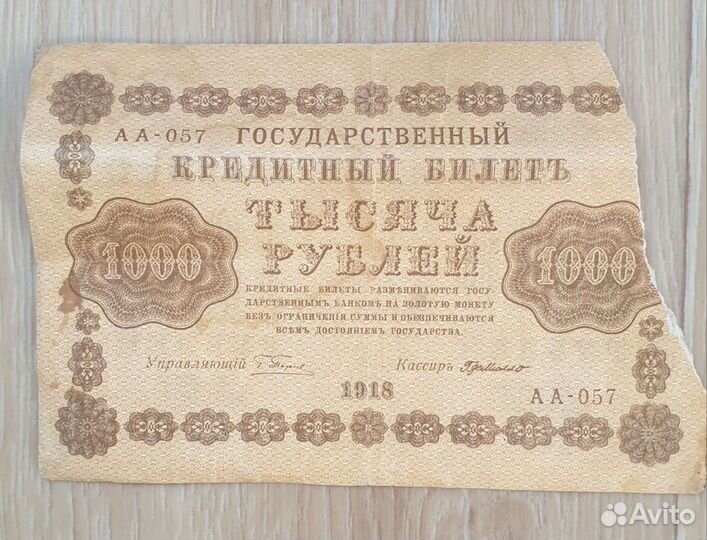 АА-057 ГОСУДАРСТВЕННЫЙ
КРЕДИТНЫЙ БИЛЕТЪ
ТЫСЯЧА
РУБЛЕЙ
1000
1000
КРЕДИТНЫЕ БИЛЕТЫ РАЗМѢНИВАЮТСЯ ГОСУ-
ДАРСТВЕННЫМЪ БАНКОМЪ НА ЗОЛОТУЮ МОНЕТУ
БЕЗЪ ОГРАНИЧЕНІЯ СУММЫ И ОБЕЗПЕЧИВАЮТСЯ
ВСѢМЪ ДОСТОЯНІЕМЪ ГОСУДАРСТВА.
Управляющій
Кассиръ
1918
АА-057
Avito